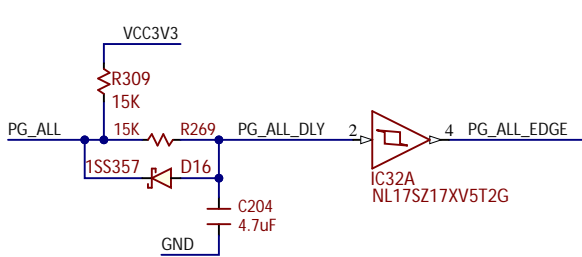 VCC3V3
R309
15K
PG_ALL
15K
R269
PG_ALL_DLY
2
4
PG_ALL_EDGE
1SS357
D16
IC32A
NL17SZ17XV5T2G
C204
4.7uF
GND